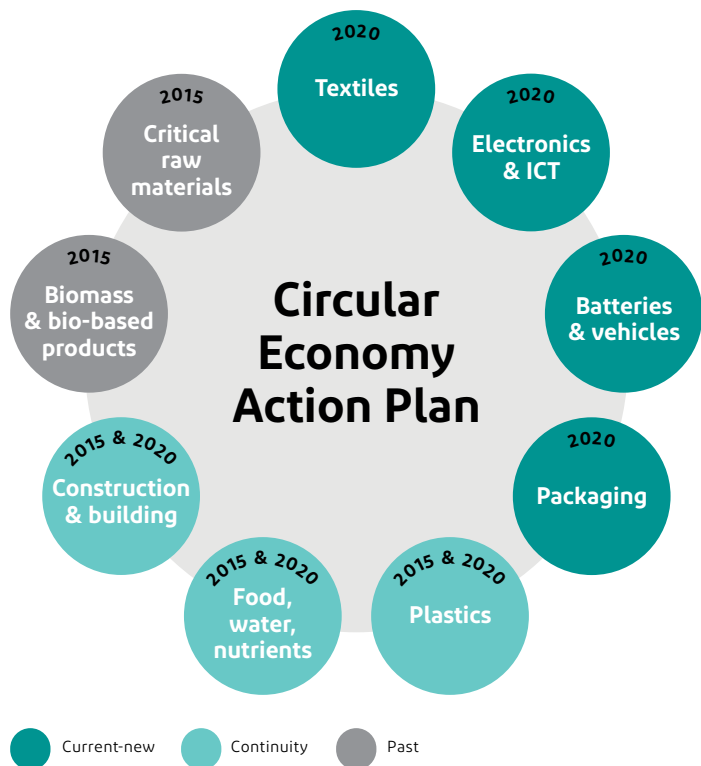 2020
Textiles
2020
Electronics
& ICT
2020
Batteries
& vehicles
2020
Packaging
2015 & 2020
Plastics
2015 & 2020
Food,
water,
nutrients
2015 & 2020
Construction
& building
2015
Biomass
& bio-based
products
2015
Critical
raw
materials
Circular
Economy
Action Plan
Current-new
Continuity
Past